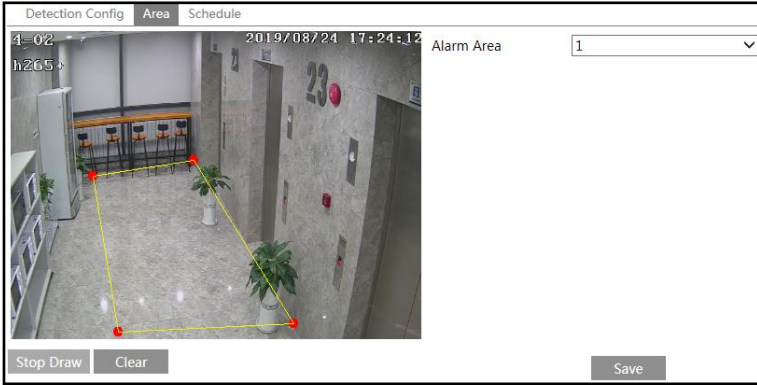 Detection Config Area Schedule
4-02 2019/08/24 17:24:12
h265+
23
Alarm Area 1
Stop Draw Clear
Save